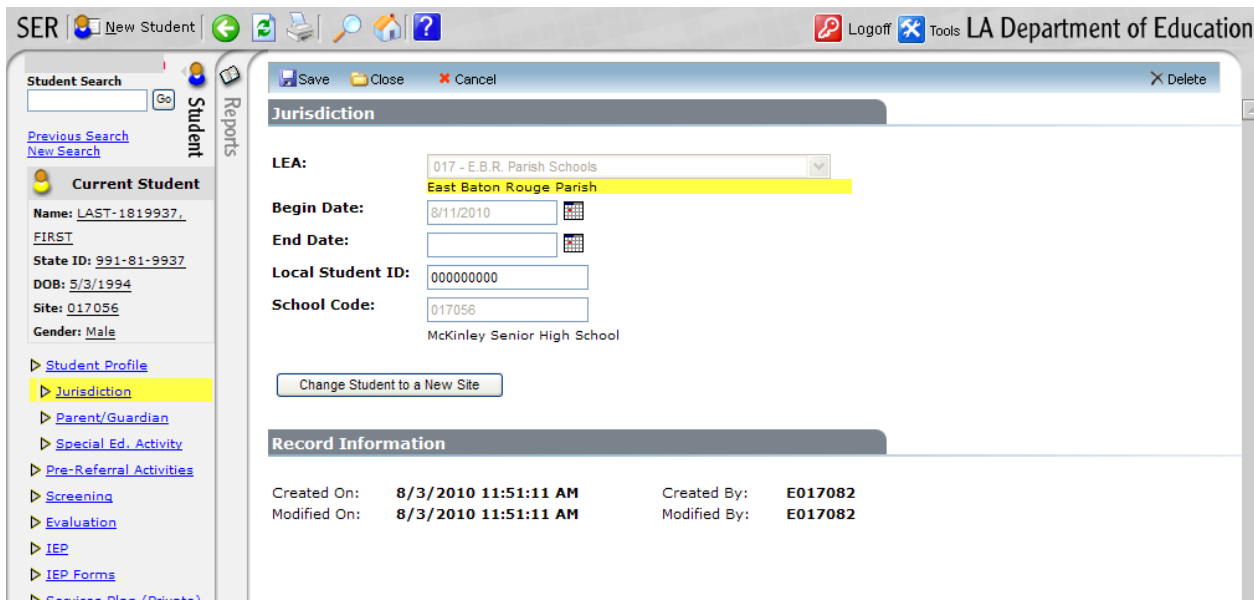 SER New Student ? Logoff Tools LA Department of Education
Student Search
Go
Previous Search
New Search
Student
Reports
Current Student
Name: LAST-1819937,
FIRST
State ID: 991-81-9937
DOB: 5/3/1994
Site: 017056
Gender: Male
Student Profile
Jurisdiction
Parent/Guardian
Special Ed. Activity
Pre-Referral Activities
Screening
Evaluation
IEP
IEP Forms
Services Plan (Private)
Save Close Cancel Delete
Jurisdiction
LEA: 017 - E.B.R. Parish Schools
East Baton Rouge Parish
Begin Date: 8/11/2010
End Date:
Local Student ID: 000000000
School Code: 017056
McKinley Senior High School
Change Student to a New Site
Record Information
Created On: 8/3/2010 11:51:11 AM Created By: E017082
Modified On: 8/3/2010 11:51:11 AM Modified By: E017082